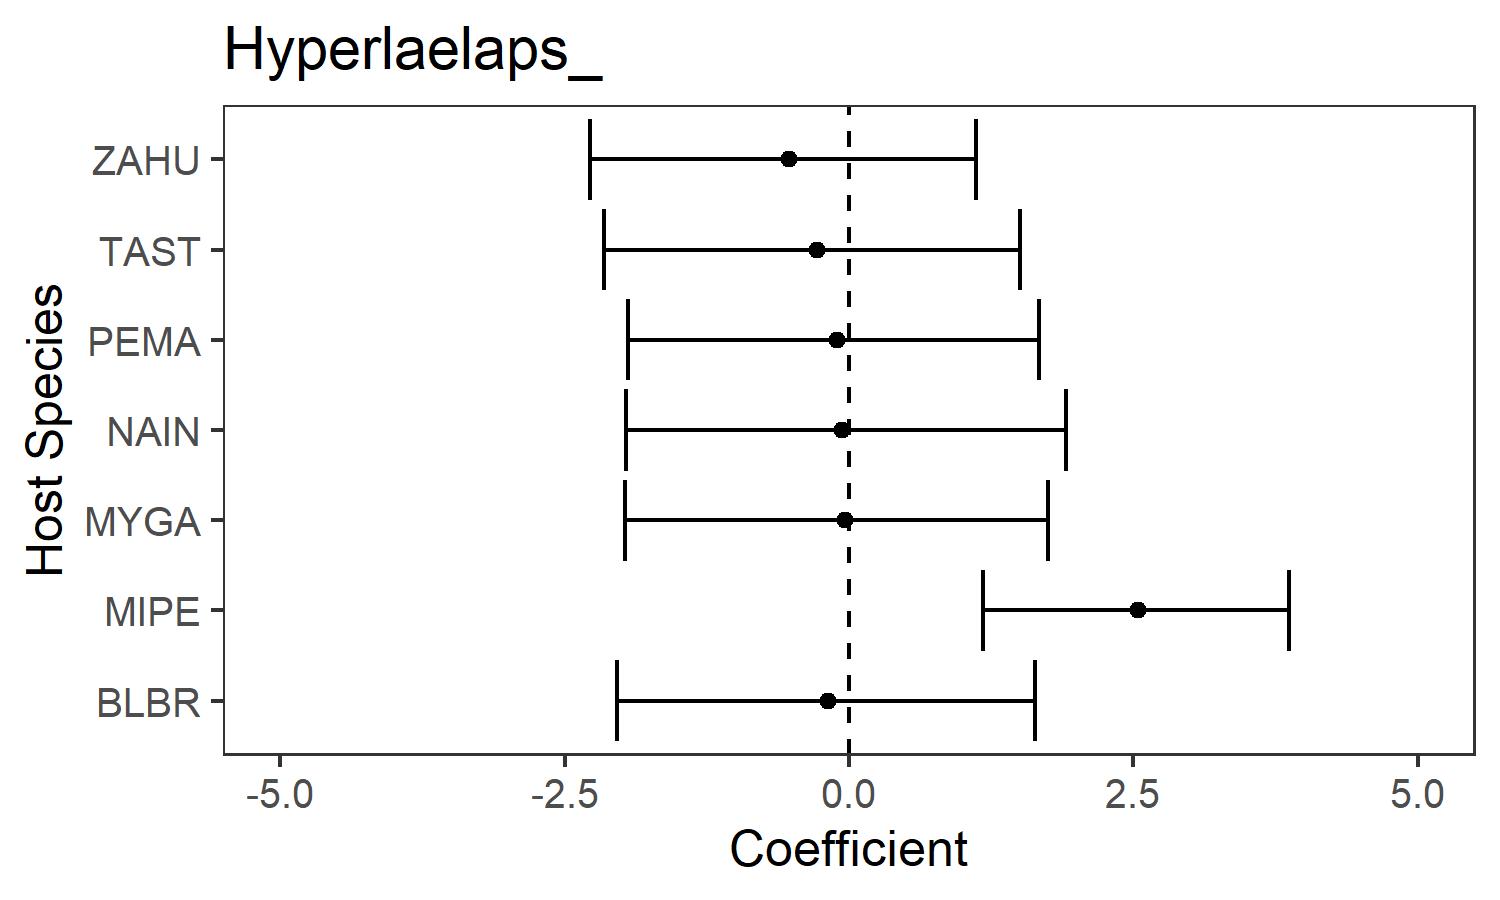 Hyperlaelaps_
Host Species
ZAHU
TAST
PEMA
NAIN
MYGA
MIPE
BLBR
-5.0 -2.5 0.0 2.5 5.0
Coefficient